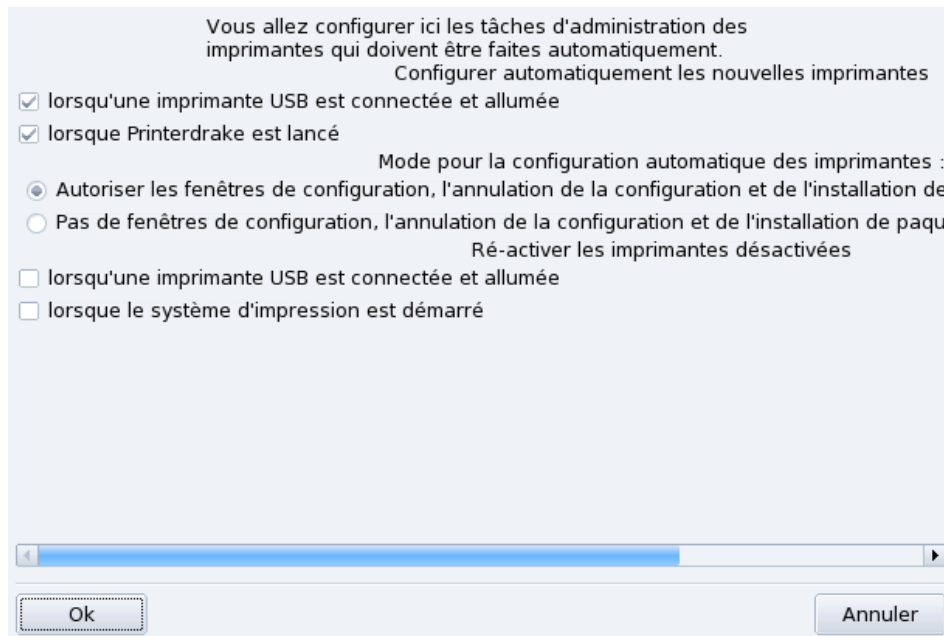 Vous allez configurer ici les tâches d'administration des
imprimantes qui doivent être faites automatiquement.
Configurer automatiquement les nouvelles imprimantes
lorsqu'une imprimante USB est connectée et allumée
lorsque Printerdrake est lancé
Mode pour la configuration automatique des imprimantes :
Autoriser les fenêtres de configuration, l'annulation de la configuration et de l'installation de
Pas de fenêtres de configuration, l'annulation de la configuration et de l'installation de paqu
Ré-activer les imprimantes désactivées
lorsqu'une imprimante USB est connectée et allumée
lorsque le système d'impression est démarré
Ok
Annuler